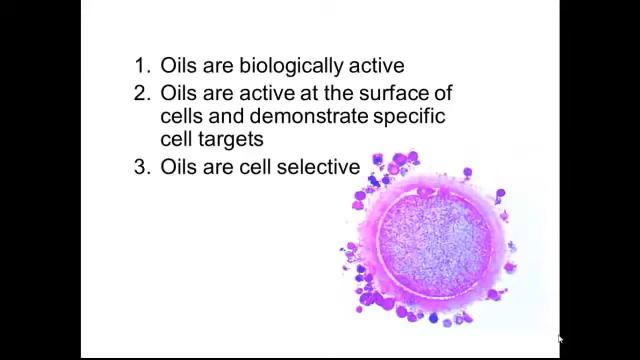 1. Oils are biologically active
2. Oils are active at the surface of
cells and demonstrate specific
cell targets
3. Oils are cell selective